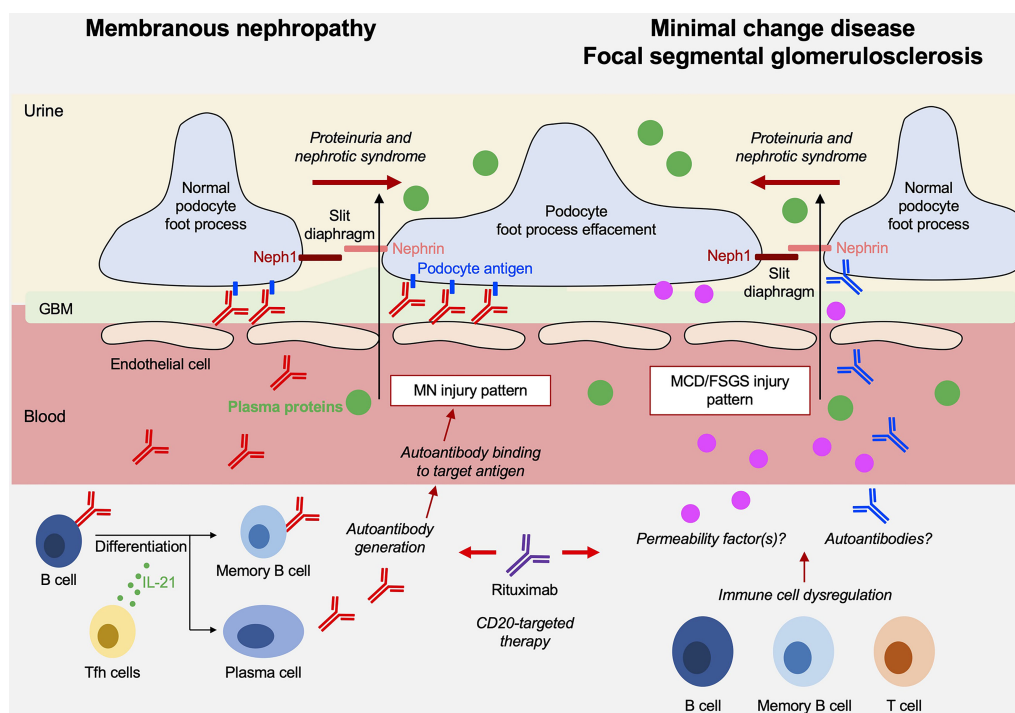 Membranous nephropathy
Minimal change disease
Focal segmental glomerulosclerosis
Urine
Proteinuria and
nephrotic syndrome
Proteinuria and
nephrotic syndrome
Normal
podocyte
foot process
Slit
diaphragm
Podocyte
foot process effacement
Normal
podocyte
foot process
Neph1
Nephrin
Neph1
Nephrin
Slit
diaphragm
Podocyte antigen
GBM
Endothelial cell
Plasma proteins
MN injury pattern
MCD/FSGS injury
pattern
Blood
Autoantibody binding
to target antigen
Autoantibody
generation
Differentiation
B cell
Memory B cell
IL-21
Tfh cells
Plasma cell
Rituximab
CD20-targeted
therapy
Permeability factor(s)?
Autoantibodies?
Immune cell dysregulation
B cell
Memory B cell
T cell